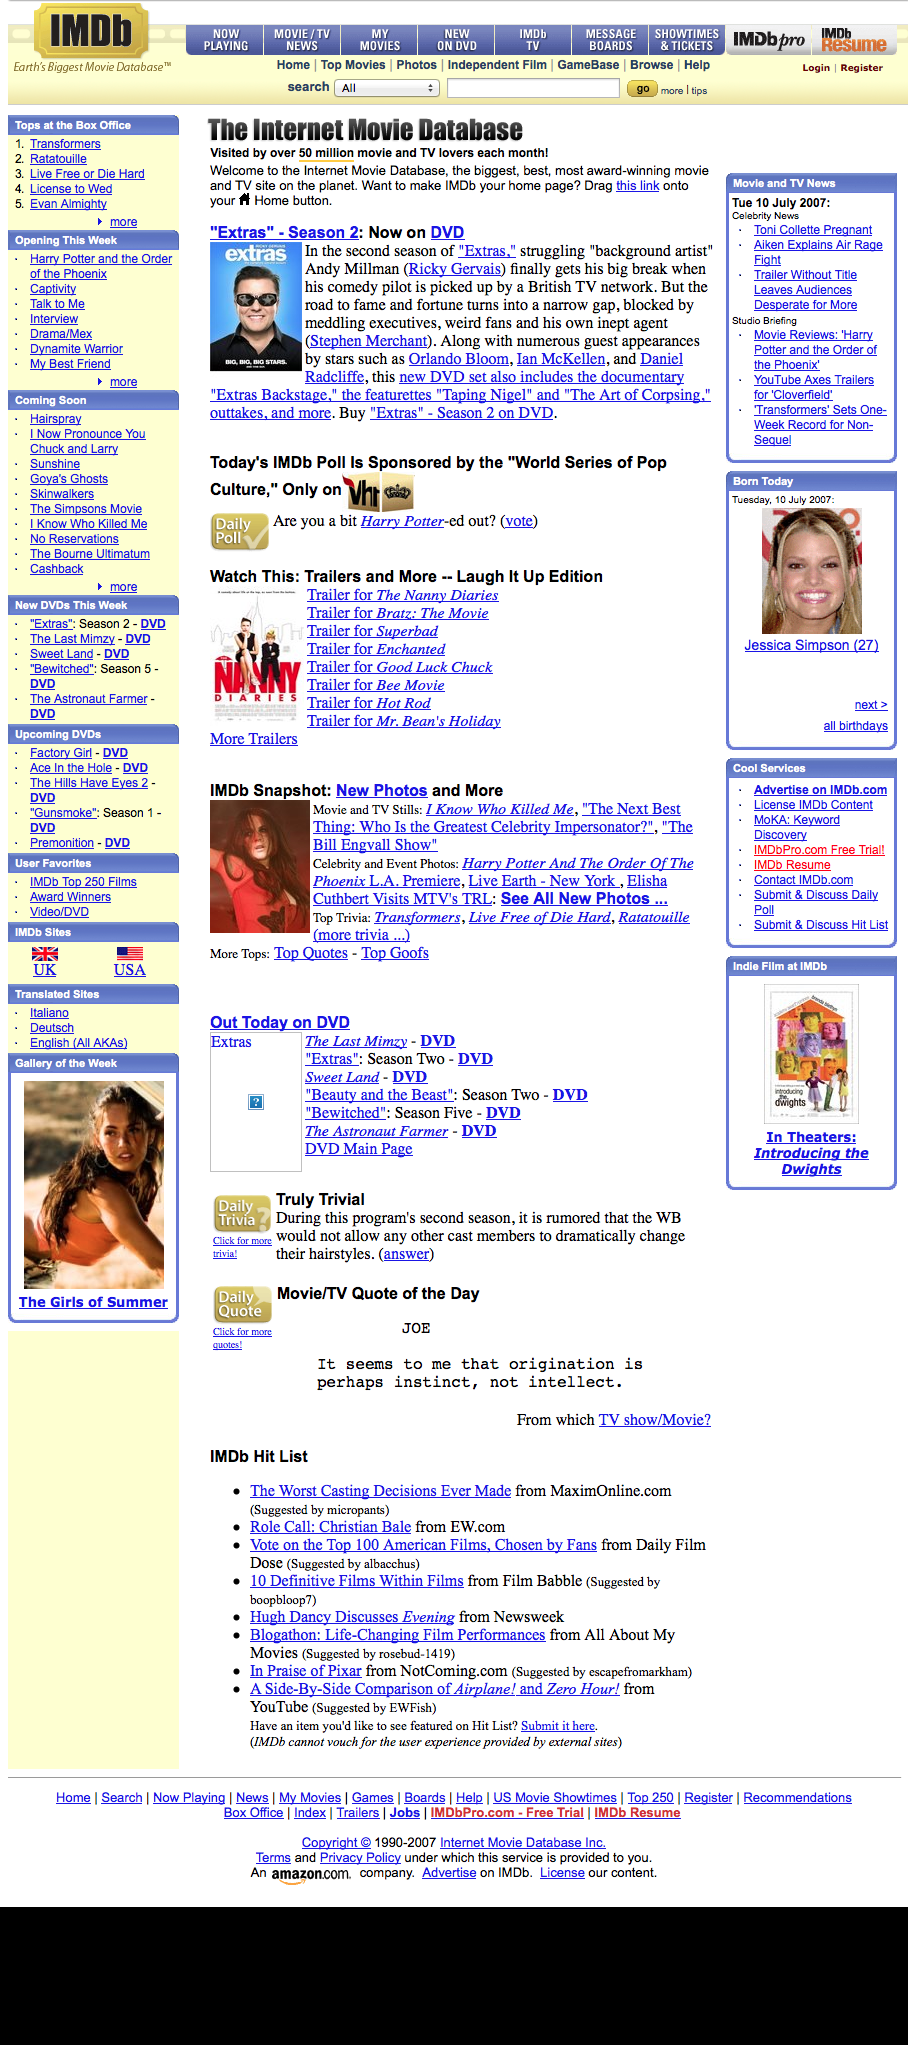 IMDb
Earth's Biggest Movie Database™
NOW PLAYING
MOVIE / TV NEWS
MY MOVIES
NEW ON DVD
IMDb TV
MESSAGE BOARDS
SHOWTIMES & TICKETS
IMDb pro
IMDb Resume
Home | Top Movies | Photos | Independent Film | GameBase | Browse | Help
Login | Register
search All go more | tips
Tops at the Box Office
1. Transformers
2. Ratatouille
3. Live Free or Die Hard
4. License to Wed
5. Evan Almighty
more
Opening This Week
· Harry Potter and the Order
of the Phoenix
· Captivity
· Talk to Me
· Interview
· Drama/Mex
· Dynamite Warrior
· My Best Friend
more
Coming Soon
· Hairspray
· I Now Pronounce You
Chuck and Larry
· Sunshine
· Goya's Ghosts
· Skinwalkers
· The Simpsons Movie
· I Know Who Killed Me
· No Reservations
· The Bourne Ultimatum
· Cashback
more
New DVDs This Week
· "Extras": Season 2 - DVD
· The Last Mimzy - DVD
· Sweet Land - DVD
· "Bewitched": Season 5 -
DVD
· The Astronaut Farmer -
DVD
Upcoming DVDs
· Factory Girl - DVD
· Ace In the Hole - DVD
· The Hills Have Eyes 2 -
DVD
· "Gunsmoke": Season 1 -
DVD
· Premonition - DVD
User Favorites
· IMDb Top 250 Films
· Award Winners
· Video/DVD
IMDb Sites
UK USA
Translated Sites
· Italiano
· Deutsch
· English (All AKAs)
Gallery of the Week
The Girls of Summer
The Internet Movie Database
Visited by over 50 million movie and TV lovers each month!
Welcome to the Internet Movie Database, the biggest, best, most award-winning movie
and TV site on the planet. Want to make IMDb your home page? Drag this link onto
your Home button.
"Extras" - Season 2: Now on DVD
extras
BIG, BIG, BIG STARS.
In the second season of "Extras," struggling "background artist"
Andy Millman (Ricky Gervais) finally gets his big break when
his comedy pilot is picked up by a British TV network. But the
road to fame and fortune turns into a narrow gap, blocked by
meddling executives, weird fans and his own inept agent
(Stephen Merchant). Along with numerous guest appearances
by stars such as Orlando Bloom, Ian McKellen, and Daniel
Radcliffe, this new DVD set also includes the documentary
"Extras Backstage," the featurettes "Taping Nigel" and "The Art of Corpsing,"
outtakes, and more. Buy "Extras" - Season 2 on DVD.
Today's IMDb Poll Is Sponsored by the "World Series of Pop
Culture," Only on Vh1
Daily Poll
Are you a bit Harry Potter-ed out? (vote)
Watch This: Trailers and More -- Laugh It Up Edition
NANNY
DIARIES
Trailer for The Nanny Diaries
Trailer for Bratz: The Movie
Trailer for Superbad
Trailer for Enchanted
Trailer for Good Luck Chuck
Trailer for Bee Movie
Trailer for Hot Rod
Trailer for Mr. Bean's Holiday
More Trailers
IMDb Snapshot: New Photos and More
Movie and TV Stills: I Know Who Killed Me, "The Next Best
Thing: Who Is the Greatest Celebrity Impersonator?", "The
Bill Engvall Show"
Celebrity and Event Photos: Harry Potter And The Order Of The
Phoenix L.A. Premiere, Live Earth - New York , Elisha
Cuthbert Visits MTV's TRL: See All New Photos ...
Top Trivia: Transformers, Live Free of Die Hard, Ratatouille
(more trivia ...)
More Tops: Top Quotes - Top Goofs
Out Today on DVD
Extras
The Last Mimzy - DVD
"Extras": Season Two - DVD
Sweet Land - DVD
"Beauty and the Beast": Season Two - DVD
"Bewitched": Season Five - DVD
The Astronaut Farmer - DVD
DVD Main Page
Daily Trivia
Click for more
trivia!
Truly Trivial
During this program's second season, it is rumored that the WB
would not allow any other cast members to dramatically change
their hairstyles. (answer)
Daily Quote
Click for more
quotes!
Movie/TV Quote of the Day
JOE
It seems to me that origination is
perhaps instinct, not intellect.
From which TV show/Movie?
IMDb Hit List
• The Worst Casting Decisions Ever Made from MaximOnline.com
(Suggested by micropants)
• Role Call: Christian Bale from EW.com
• Vote on the Top 100 American Films, Chosen by Fans from Daily Film
Dose (Suggested by albacchus)
• 10 Definitive Films Within Films from Film Babble (Suggested by
boopbloop7)
• Hugh Dancy Discusses Evening from Newsweek
• Blogathon: Life-Changing Film Performances from All About My
Movies (Suggested by rosebud-1419)
• In Praise of Pixar from NotComing.com (Suggested by escapefromarkham)
• A Side-By-Side Comparison of Airplane! and Zero Hour! from
YouTube (Suggested by EWFish)
Have an item you'd like to see featured on Hit List? Submit it here.
(IMDb cannot vouch for the user experience provided by external sites)
Movie and TV News
Tue 10 July 2007:
Celebrity News
· Toni Collette Pregnant
· Aiken Explains Air Rage
Fight
· Trailer Without Title
Leaves Audiences
Desperate for More
Studio Briefing
· Movie Reviews: 'Harry
Potter and the Order of
the Phoenix'
· YouTube Axes Trailers
for 'Cloverfield'
· 'Transformers' Sets One-
Week Record for Non-
Sequel
Born Today
Tuesday, 10 July 2007:
Jessica Simpson (27)
next >
all birthdays
Cool Services
· Advertise on IMDb.com
· License IMDb Content
· MoKA: Keyword
Discovery
· IMDbPro.com Free Trial!
· IMDb Resume
· Contact IMDb.com
· Submit & Discuss Daily
Poll
· Submit & Discuss Hit List
Indie Film at IMDb
introducing
the
dwights
In Theaters:
Introducing the
Dwights
Home | Search | Now Playing | News | My Movies | Games | Boards | Help | US Movie Showtimes | Top 250 | Register | Recommendations
Box Office | Index | Trailers | Jobs | IMDbPro.com - Free Trial | IMDb Resume
Copyright © 1990-2007 Internet Movie Database Inc.
Terms and Privacy Policy under which this service is provided to you.
An amazon.com. company. Advertise on IMDb. License our content.